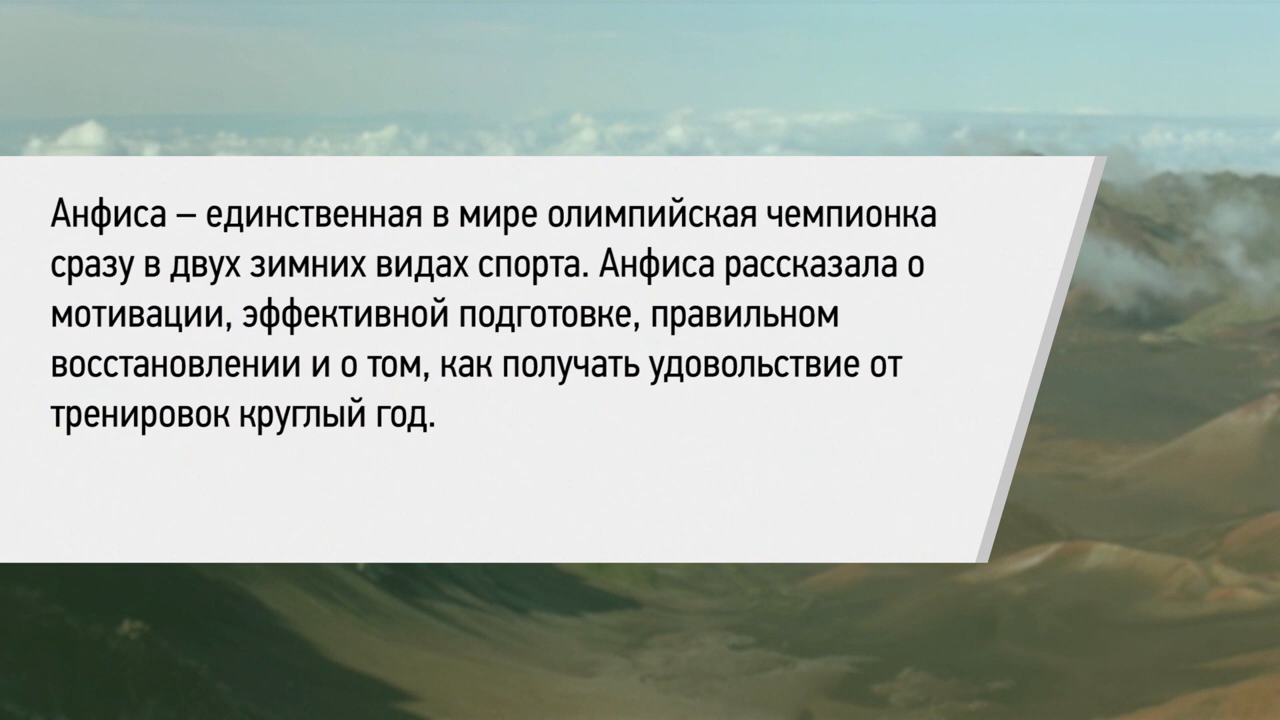 Анфиса – единственная в мире олимпийская чемпионка
сразу в двух зимних видах спорта. Анфиса рассказала о
мотивации, эффективной подготовке, правильном
восстановлении и о том, как получать удовольствие от
тренировок круглый год.